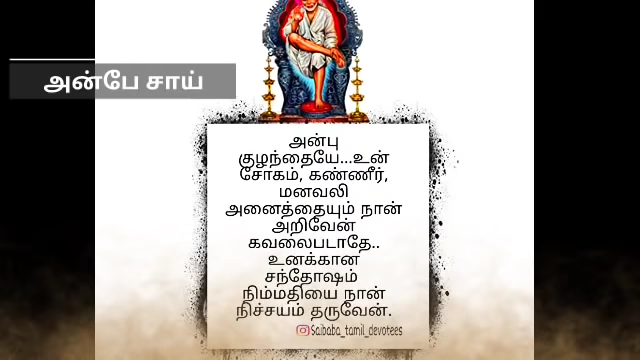 அன்பே சாய்
அன்பு
குழந்தையே...உன்
சோகம், கண்ணீர்,
மனவலி
அனைத்தையும் நான்
அறிவேன்
கவலைபடாதே..
உனக்கான
சந்தோஷம்
நிம்மதியை நான்
நிச்சயம் தருவேன்.
Saibaba_tamil_devotees